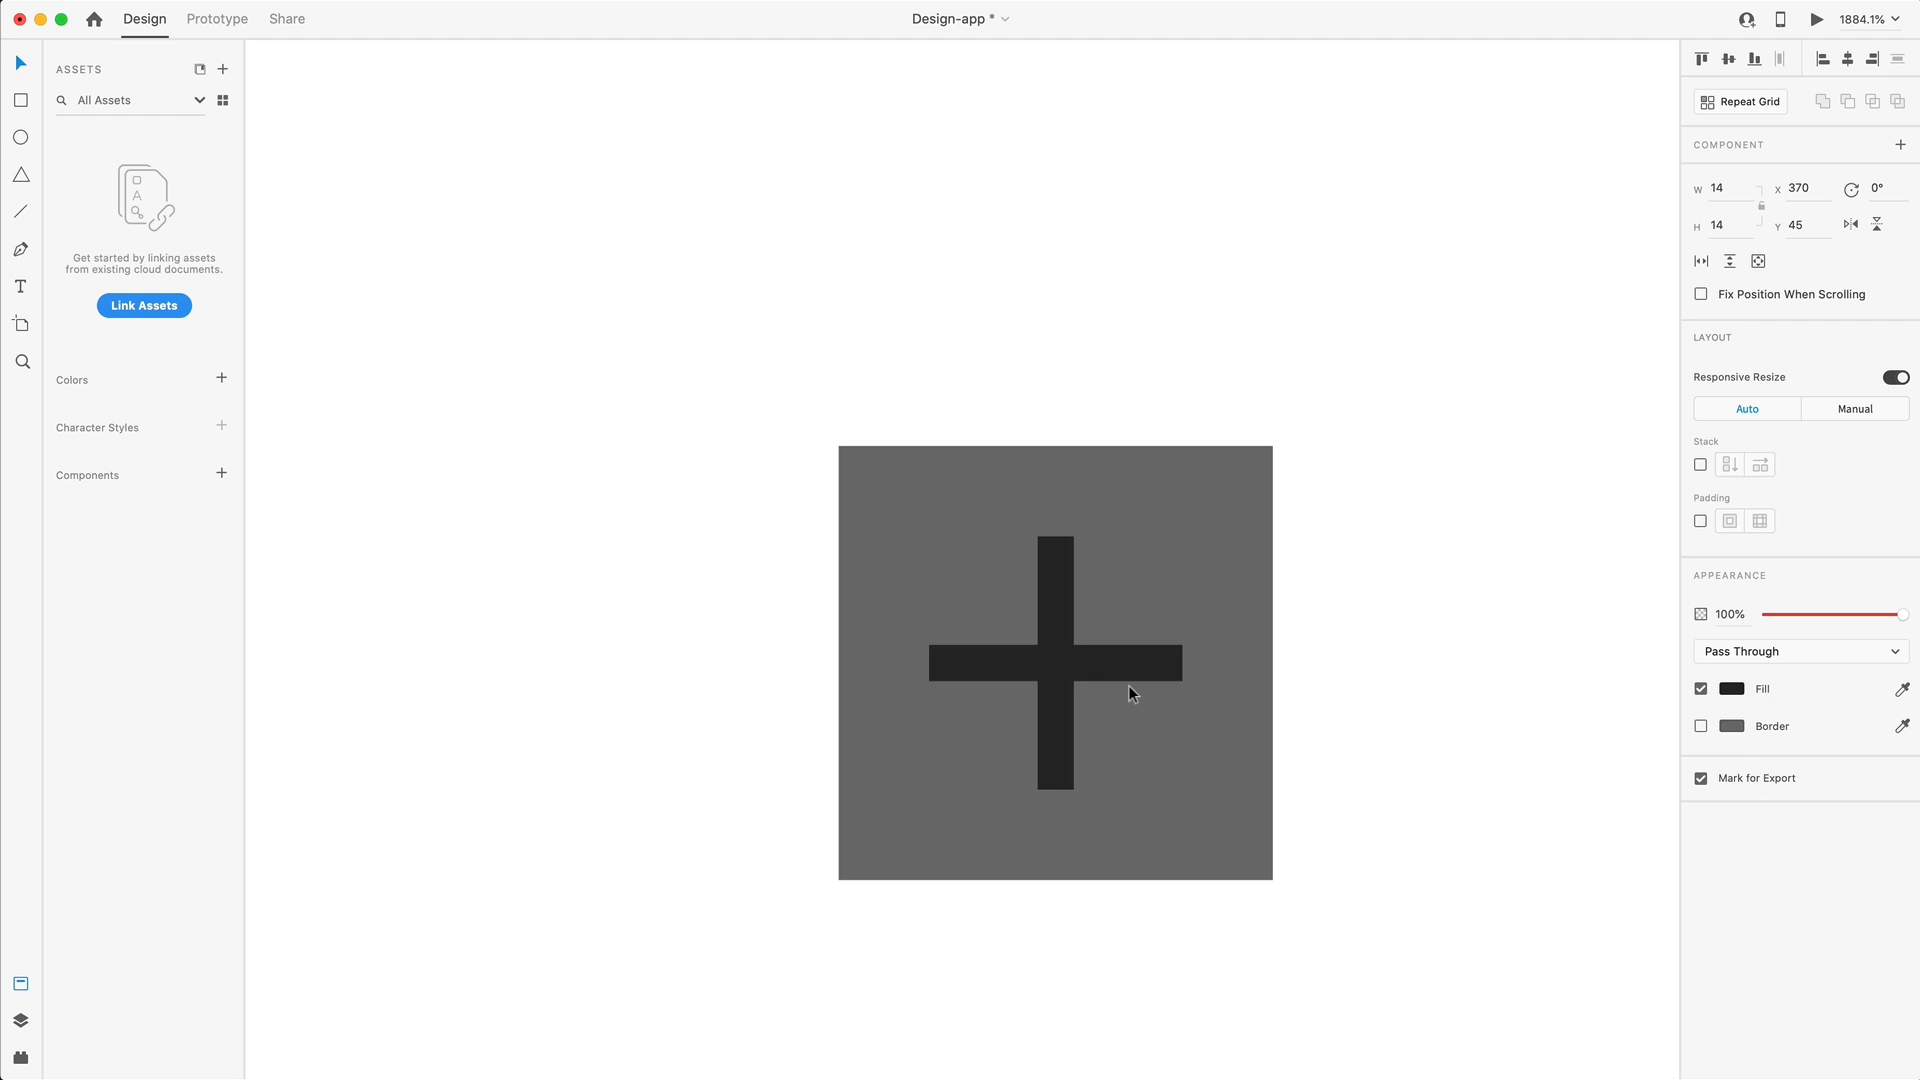 Design Prototype Share
Design-app *
1884.1%
ASSETS
All Assets
A
Get started by linking assets
from existing cloud documents.
Link Assets
Colors
Character Styles
Components
T
Repeat Grid
COMPONENT
W 14 X 370 0°
H 14 Y 45
Fix Position When Scrolling
LAYOUT
Responsive Resize
Auto Manual
Stack
Padding
APPEARANCE
100%
Pass Through
Fill
Border
Mark for Export